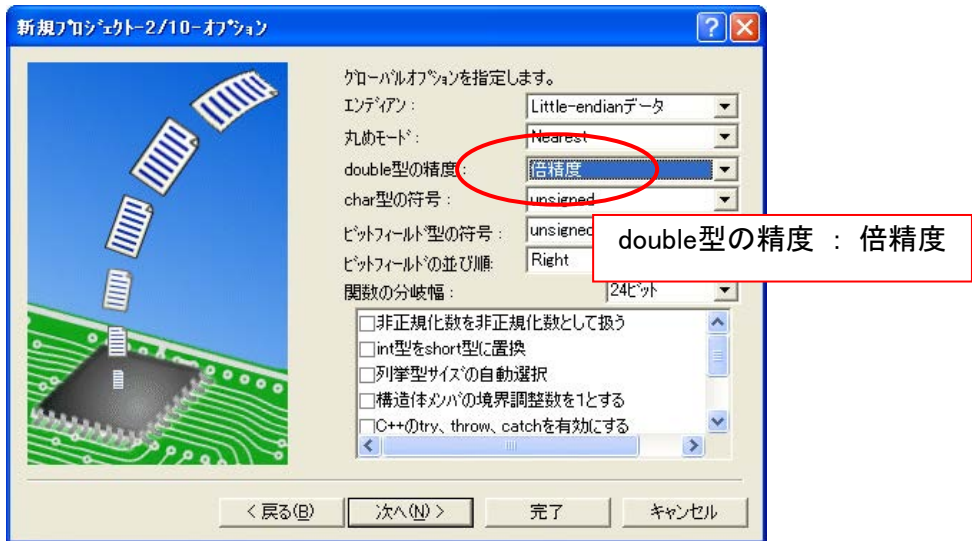 新規プロジェクト-2/10-オプション
グローバルオプションを指定します。
エンディアン : Little-endianデータ
丸めモード : Nearest
double型の精度 : 倍精度
char型の符号 : unsigned
ビットフィールド型の符号 : unsigned
ビットフィールドの並び順: Right
double型の精度 : 倍精度
関数の分岐幅 : 24ビット
非正規化数を非正規化数として扱う
int型をshort型に置換
列挙型サイズの自動選択
構造体メンバの境界調整数を1とする
C++のtry、throw、catchを有効にする
< 戻る(B) 次へ(N) > 完了 キャンセル